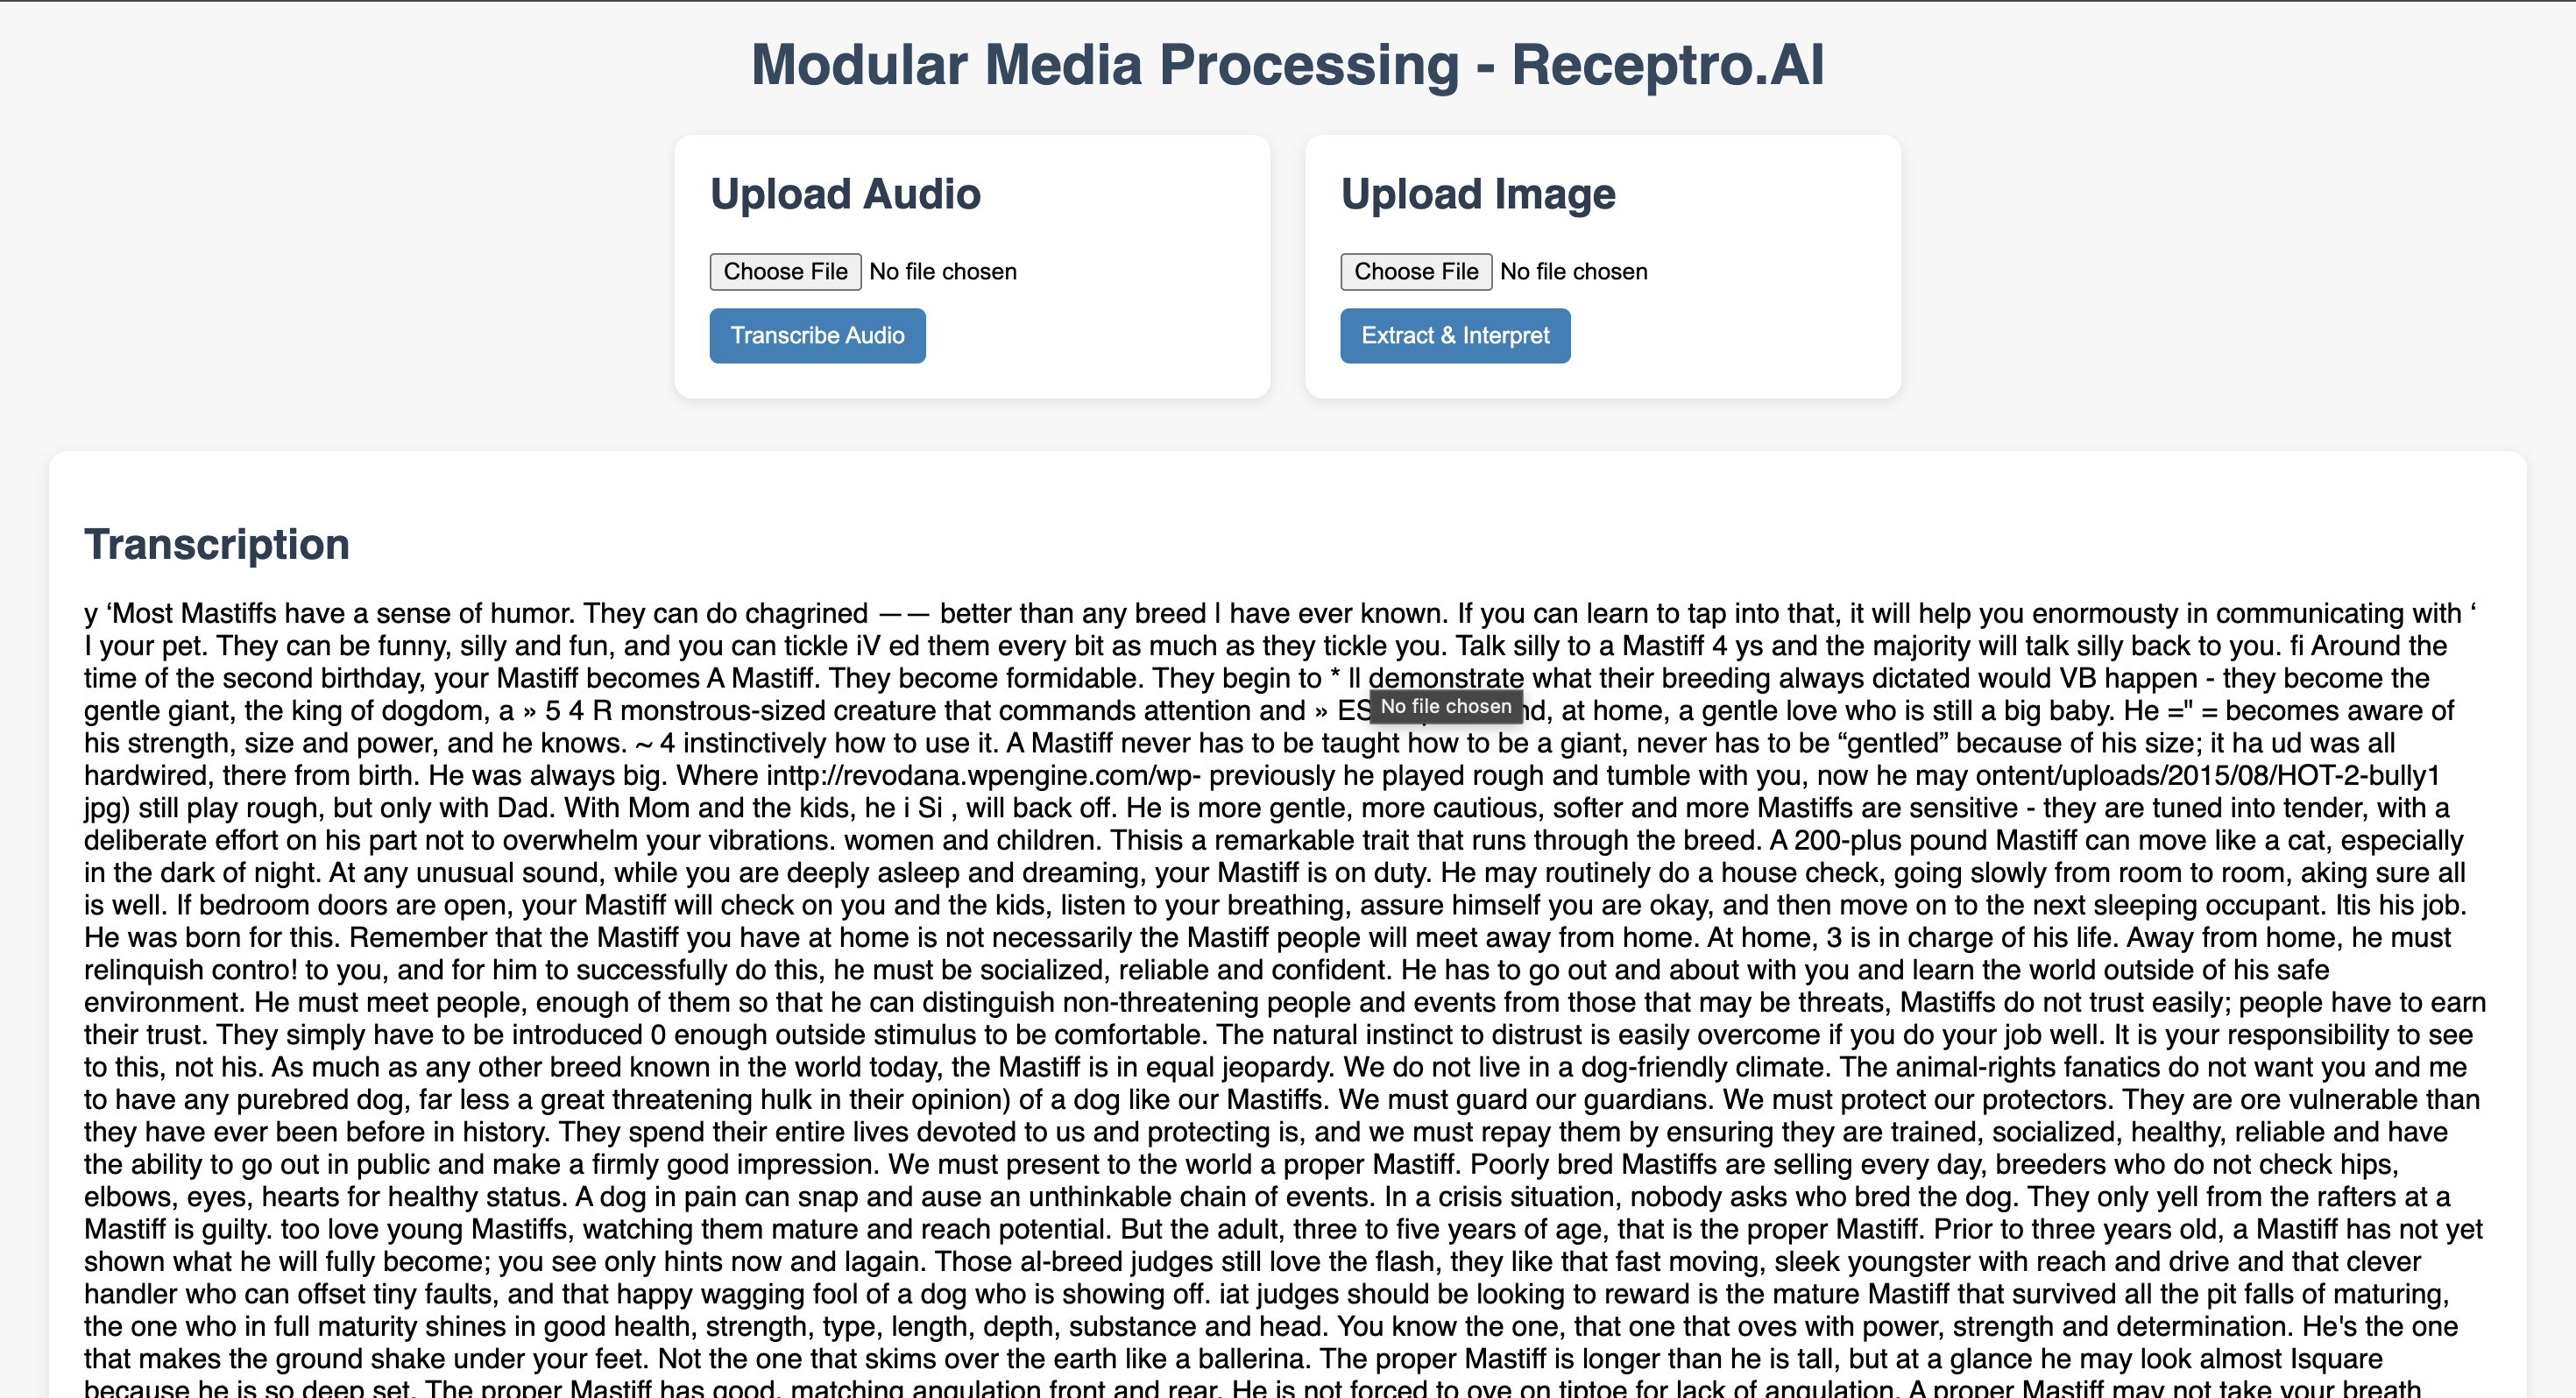 Modular Media Processing - Receptro.AI
Upload Audio
Choose File No file chosen
Transcribe Audio
Upload Image
Choose File No file chosen
Extract & Interpret
Transcription
y ‘Most Mastiffs have a sense of humor. They can do chagrined —— better than any breed I have ever known. If you can learn to tap into that, it will help you enormousty in communicating with ‘
I your pet. They can be funny, silly and fun, and you can tickle iV ed them every bit as much as they tickle you. Talk silly to a Mastiff 4 ys and the majority will talk silly back to you. fi Around the
time of the second birthday, your Mastiff becomes A Mastiff. They become formidable. They begin to * ll demonstrate what their breeding always dictated would VB happen - they become the
gentle giant, the king of dogdom, a » 5 4 R monstrous-sized creature that commands attention and » ES nd, at home, a gentle love who is still a big baby. He =" = becomes aware of
No file chosen
his strength, size and power, and he knows. ~ 4 instinctively how to use it. A Mastiff never has to be taught how to be a giant, never has to be “gentled” because of his size; it ha ud was all
hardwired, there from birth. He was always big. Where inttp://revodana.wpengine.com/wp- previously he played rough and tumble with you, now he may ontent/uploads/2015/08/HOT-2-bully1
jpg) still play rough, but only with Dad. With Mom and the kids, he i Si , will back off. He is more gentle, more cautious, softer and more Mastiffs are sensitive - they are tuned into tender, with a
deliberate effort on his part not to overwhelm your vibrations. women and children. Thisis a remarkable trait that runs through the breed. A 200-plus pound Mastiff can move like a cat, especially
in the dark of night. At any unusual sound, while you are deeply asleep and dreaming, your Mastiff is on duty. He may routinely do a house check, going slowly from room to room, aking sure all
is well. If bedroom doors are open, your Mastiff will check on you and the kids, listen to your breathing, assure himself you are okay, and then move on to the next sleeping occupant. Itis his job.
He was born for this. Remember that the Mastiff you have at home is not necessarily the Mastiff people will meet away from home. At home, 3 is in charge of his life. Away from home, he must
relinquish contro! to you, and for him to successfully do this, he must be socialized, reliable and confident. He has to go out and about with you and learn the world outside of his safe
environment. He must meet people, enough of them so that he can distinguish non-threatening people and events from those that may be threats, Mastiffs do not trust easily; people have to earn
their trust. They simply have to be introduced 0 enough outside stimulus to be comfortable. The natural instinct to distrust is easily overcome if you do your job well. It is your responsibility to see
to this, not his. As much as any other breed known in the world today, the Mastiff is in equal jeopardy. We do not live in a dog-friendly climate. The animal-rights fanatics do not want you and me
to have any purebred dog, far less a great threatening hulk in their opinion) of a dog like our Mastiffs. We must guard our guardians. We must protect our protectors. They are ore vulnerable than
they have ever been before in history. They spend their entire lives devoted to us and protecting is, and we must repay them by ensuring they are trained, socialized, healthy, reliable and have
the ability to go out in public and make a firmly good impression. We must present to the world a proper Mastiff. Poorly bred Mastiffs are selling every day, breeders who do not check hips,
elbows, eyes, hearts for healthy status. A dog in pain can snap and ause an unthinkable chain of events. In a crisis situation, nobody asks who bred the dog. They only yell from the rafters at a
Mastiff is guilty. too love young Mastiffs, watching them mature and reach potential. But the adult, three to five years of age, that is the proper Mastiff. Prior to three years old, a Mastiff has not yet
shown what he will fully become; you see only hints now and lagain. Those al-breed judges still love the flash, they like that fast moving, sleek youngster with reach and drive and that clever
handler who can offset tiny faults, and that happy wagging fool of a dog who is showing off. iat judges should be looking to reward is the mature Mastiff that survived all the pit falls of maturing,
the one who in full maturity shines in good health, strength, type, length, depth, substance and head. You know the one, that one that oves with power, strength and determination. He's the one
that makes the ground shake under your feet. Not the one that skims over the earth like a ballerina. The proper Mastiff is longer than he is tall, but at a glance he may look almost Isquare
because he is so deep set. The proper Mastiff has good, matching angulation front and rear. He is not forced to ove on tiptoe for lack of angulation. A proper Mastiff may not take your breath